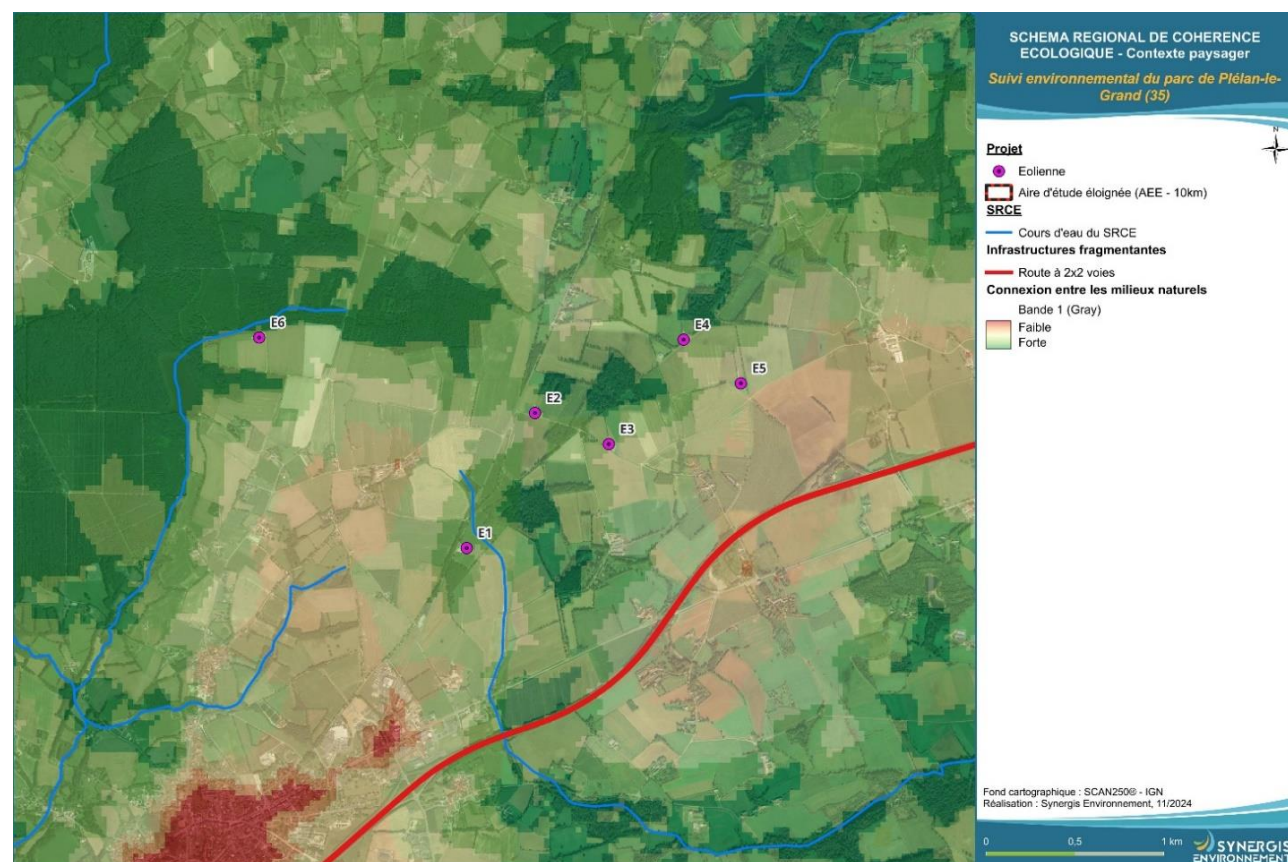 SCHEMA REGIONAL DE COHERENCE
ECOLOGIQUE - Contexte paysager
Suivi environnemental du parc de Plélan-le-
Grand (35)
N
Projet
Eolienne
Aire d'étude éloignée (AEE - 10km)
SRCE
Cours d'eau du SRCE
Infrastructures fragmentantes
Route à 2x2 voies
Connexion entre les milieux naturels
Bande 1 (Gray)
Faible
Forte
E6
E4
E5
E2
E3
E1
Fond cartographique : SCAN250® - IGN
Réalisation : Synergis Environnement, 11/2024
0 0,5 1 km
SYNERGIS
ENVIRONNEMENT